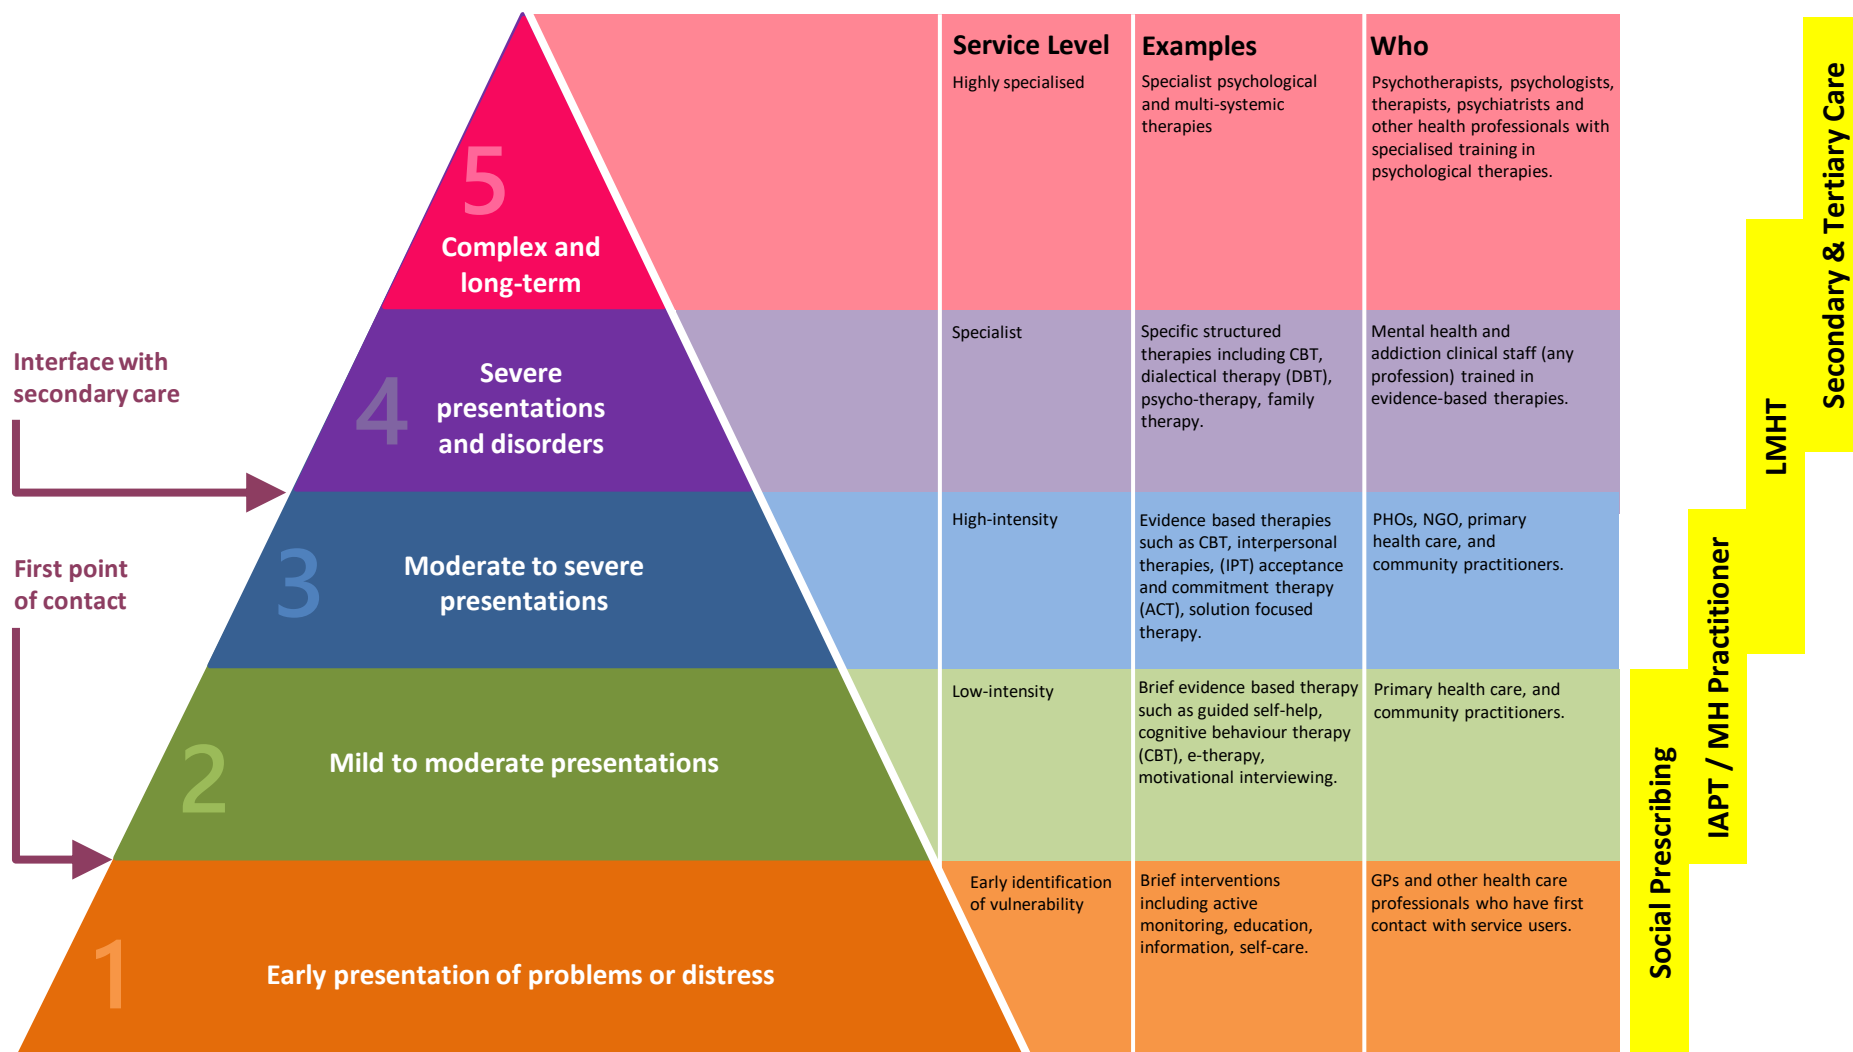 Service Level
Examples
Who
Highly specialised
Specialist psychological
and multi-systemic
therapies
Psychotherapists, psychologists,
therapists, psychiatrists and
other health professionals with
specialised training in
psychological therapies.
5
Complex and
long-term
Interface with
secondary care
4
Severe
presentations
and disorders
Specialist
Specific structured
therapies including CBT,
dialectical therapy (DBT),
psycho-therapy, family
therapy.
Mental health and
addiction clinical staff (any
profession) trained in
evidence-based therapies.
First point
of contact
3
Moderate to severe
presentations
High-intensity
Evidence based therapies
such as CBT, interpersonal
therapies, (IPT) acceptance
and commitment therapy
(ACT), solution focused
therapy.
PHOs, NGO, primary
health care, and
community practitioners.
2
Mild to moderate presentations
Low-intensity
Brief evidence based therapy
such as guided self-help,
cognitive behaviour therapy
(CBT), e-therapy,
motivational interviewing.
Primary health care, and
community practitioners.
1
Early presentation of problems or distress
Early identification
of vulnerability
Brief interventions
including active
monitoring, education,
information, self-care.
GPs and other health care
professionals who have first
contact with service users.
Social Prescribing
IAPT / MH Practitioner
LMHT
Secondary & Tertiary Care